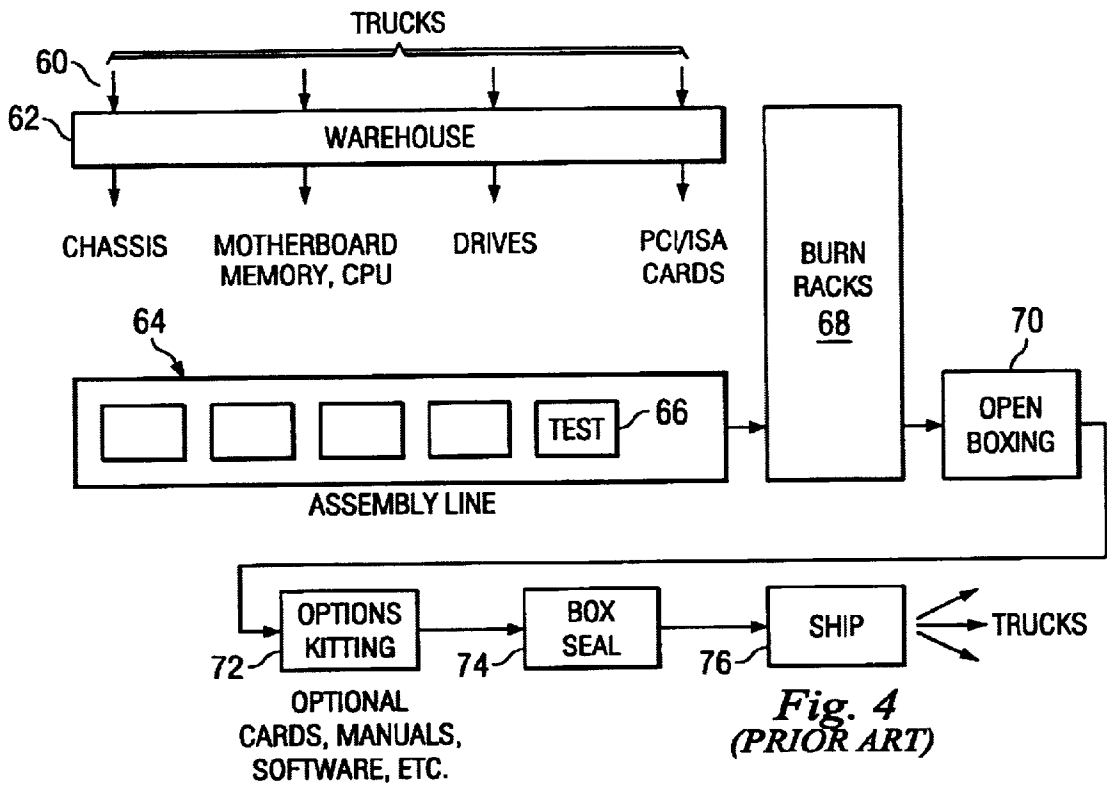 TRUCKS
60
62
WAREHOUSE
CHASSIS
MOTHERBOARD
MEMORY, CPU
DRIVES
PCI/ISA
CARDS
BURN
RACKS
68
64
TEST
66
ASSEMBLY LINE
70
OPEN
BOXING
OPTIONS
KITTING
72
OPTIONAL
CARDS, MANUALS,
SOFTWARE, ETC.
BOX
SEAL
74
SHIP
76
TRUCKS
Fig. 4
(PRIOR ART)